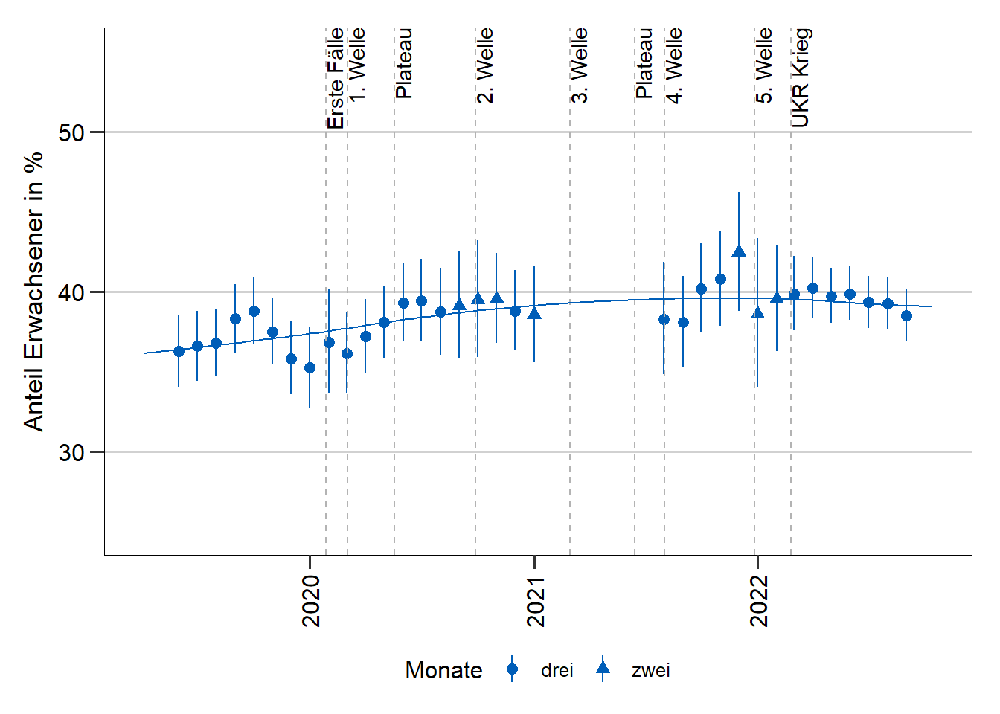 Erste Fälle
1. Welle
Plateau
2. Welle
3. Welle
Plateau
4. Welle
5. Welle
UKR Krieg
Anteil Erwachsener in %
50
40
30
2020
2021
2022
Monate
drei
zwei